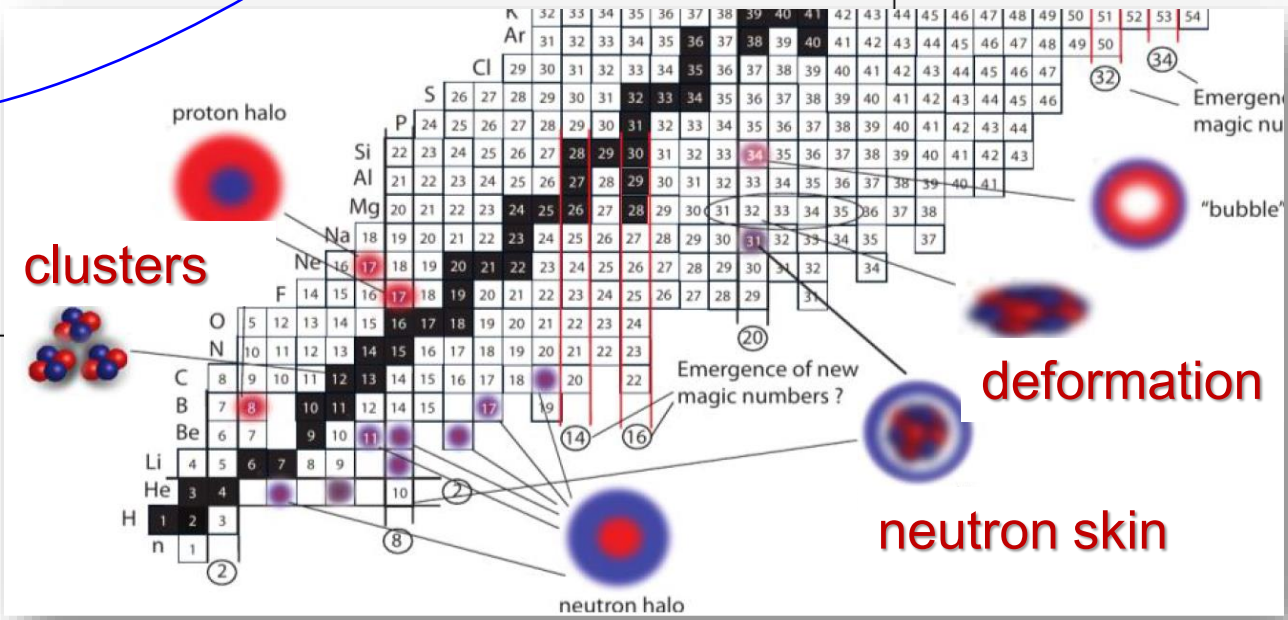 K 32 33 34 35 36 37 38 39 40 41 42 43 44 45 46 47 48 49 50 51 52 53 54
Ar 31 32 33 34 35 36 37 38 39 40 41 42 43 44 45 46 47 48 49 50
34
Cl 29 30 31 32 33 34 35 36 37 38 39 40 41 42 43 44 45 46 47
32
S 26 27 28 29 30 31 32 33 34 35 36 37 38 39 40 41 42 43 44 45 46
magic
proton halo
P 24 25 26 27 28 29 30 31 32 33 34 35 36 37 38 39 40 41 42 43 44
Si 22 23 24 25 26 27 28 29 30 31 32 33 34 35 36 37 38 39 40 41 42 43
Al 21 22 23 24 25 26 27 28 29 30 31 32 33 34 35 36 37 38 39 40 41
Mg 20 21 22 23 24 25 26 27 28 29 30 31 32 33 34 35 36 37 38
"bubble"
Na 18 19 20 21 22 23 24 25 26 27 28 29 30 31 32 33 34 35 37
clusters
Ne 16 17 18 19 20 21 22 23 24 25 26 27 28 29 30 31 32 34
F 14 15 16 17 18 19 20 21 22 23 24 25 26 27 28 29 31
O 5 12 13 14 15 16 17 18 19 20 21 22 23 24
20
N 10 11 12 13 14 15 16 17 18 19 20 21 22 23
C 8 9 10 11 12 13 14 15 16 17 18 20 22
Emergence of new
magic numbers ?
deformation
B 7 8 10 11 12 14 15 17 19
Be 6 7 9 10 11
14 16
Li 4 5 6 7 8 9
He 3 4 10
2
H 1 2 3
neutron skin
n 1
8
2
neutron halo